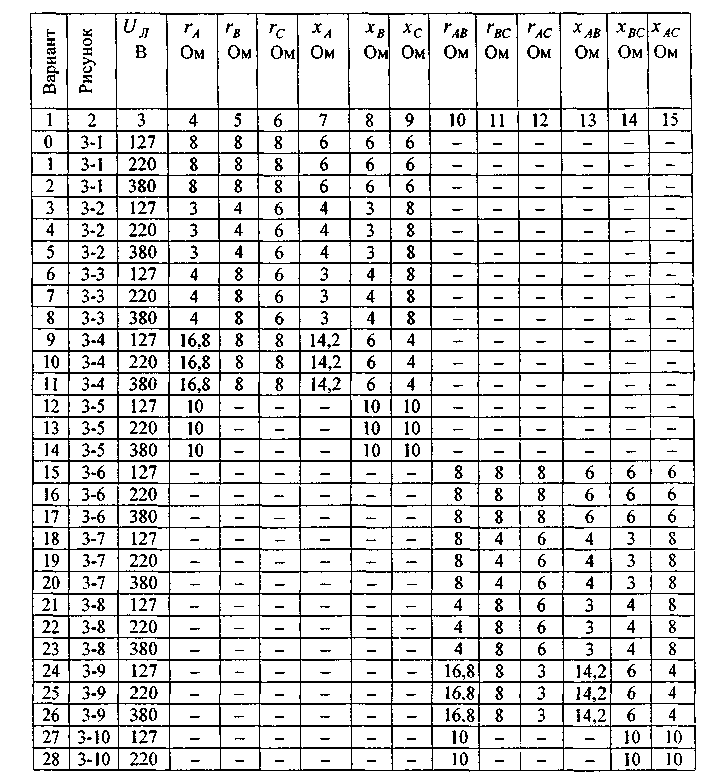 Вариант Рисунок U Л В r A Ом r B Ом r C Ом x A Ом x B Ом x C Ом r AB Ом r BC Ом r AC Ом x AB Ом x BC Ом x AC Ом
1 2 3 4 5 6 7 8 9 10 11 12 13 14 15
0 3-1 127 8 8 8 6 6 6 – – – – – –
1 3-1 220 8 8 8 6 6 6 – – – – – –
2 3-1 380 8 8 8 6 6 6 – – – – – –
3 3-2 127 3 4 6 4 3 8 – – – – – –
4 3-2 220 3 4 6 4 3 8 – – – – – –
5 3-2 380 3 4 6 4 3 8 – – – – – –
6 3-3 127 4 8 6 3 4 8 – – – – – –
7 3-3 220 4 8 6 3 4 8 – – – – – –
8 3-3 380 4 8 6 3 4 8 – – – – – –
9 3-4 127 16,8 8 8 14,2 6 4 – – – – – –
10 3-4 220 16,8 8 8 14,2 6 4 – – – – – –
11 3-4 380 16,8 8 8 14,2 6 4 – – – – – –
12 3-5 127 10 – – – 10 10 – – – – – –
13 3-5 220 10 – – – 10 10 – – – – – –
14 3-5 380 10 – – – 10 10 – – – – – –
15 3-6 127 – – – – – – 8 8 8 6 6 6
16 3-6 220 – – – – – – 8 8 8 6 6 6
17 3-6 380 – – – – – – 8 8 8 6 6 6
18 3-7 127 – – – – – – 8 4 6 4 3 8
19 3-7 220 – – – – – – 8 4 6 4 3 8
20 3-7 380 – – – – – – 8 4 6 4 3 8
21 3-8 127 – – – – – – 4 8 6 3 4 8
22 3-8 220 – – – – – – 4 8 6 3 4 8
23 3-8 380 – – – – – – 4 8 6 3 4 8
24 3-9 127 – – – – – – 16,8 8 3 14,2 6 4
25 3-9 220 – – – – – – 16,8 8 3 14,2 6 4
26 3-9 380 – – – – – – 16,8 8 3 14,2 6 4
27 3-10 127 – – – – – – 10 – – – 10 10
28 3-10 220 – – – – – – 10 – – – 10 10